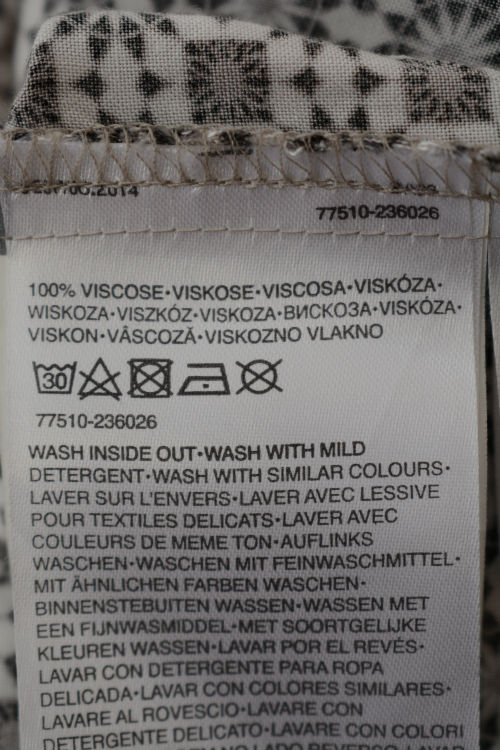 77510-236026
100% VISCOSE·VISKOSE·VISCOSA·VISKÓZA·
WISKOZA·VISZKÓZ·VISKOZA·ВИСКОЗА·VISKÓZA·
VISKON·VÂSCOZĂ·VISKOZNO VLAKNO
30
77510-236026
WASH INSIDE OUT·WASH WITH MILD
DETERGENT·WASH WITH SIMILAR COLOURS·
LAVER SUR L'ENVERS·LAVER AVEC LESSIVE
POUR TEXTILES DELICATS·LAVER AVEC
COULEURS DE MEME TON·AUFLINKS
WASCHEN·WASCHEN MIT FEINWASCHMITTEL·
MIT ÄHNLICHEN FARBEN WASCHEN·
BINNENSTEBUITEN WASSEN·WASSEN MET
EEN FIJNWASMIDDEL·MET SOORTGELIJKE
KLEUREN WASSEN·LAVAR POR EL REVÉS·
LAVAR CON DETERGENTE PARA ROPA
DELICADA·LAVAR CON COLORES SIMILARES·
LAVARE AL ROVESCIO·LAVARE CON
DETERGENTE DELICATO·LAVARE CON COLORI